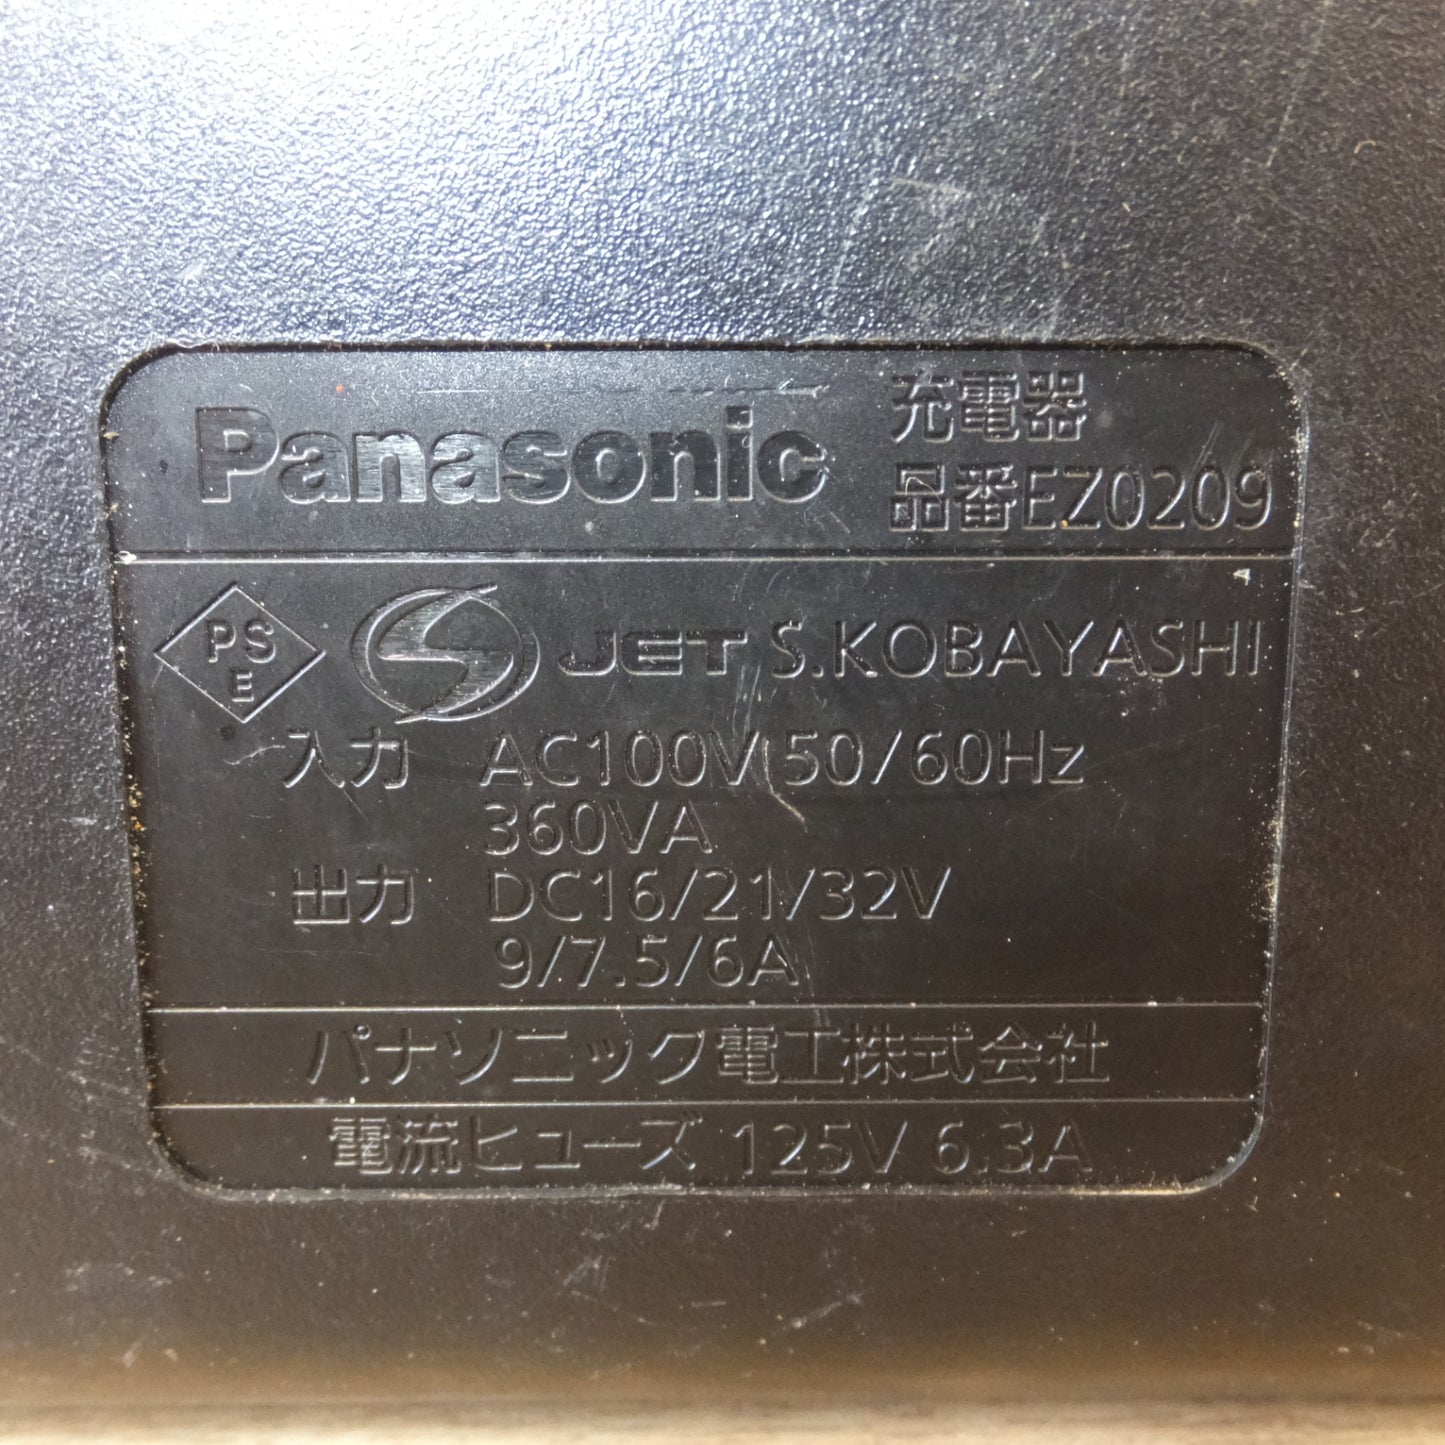 Panasonic 充電器
品番EZ0209
PS E JET S.KOBAYASHI
入力 AC100V 50/60Hz
360VA
出力 DC16/21/32V
9/7.5/6A
パナソニック電工株式会社
電流ヒューズ 125V 6.3A